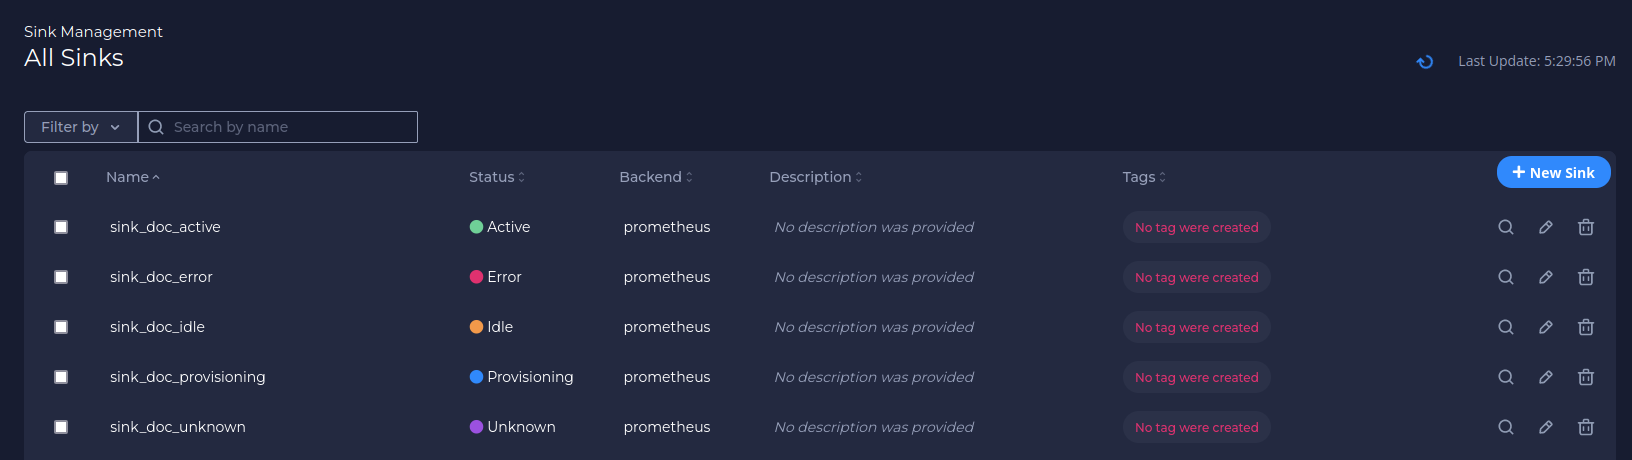 Sink Management
All Sinks
Last Update: 5:29:56 PM
Filter by Search by name
Name Status Backend Description Tags + New Sink
sink_doc_active Active prometheus No description was provided No tag were created
sink_doc_error Error prometheus No description was provided No tag were created
sink_doc_idle Idle prometheus No description was provided No tag were created
sink_doc_provisioning Provisioning prometheus No description was provided No tag were created
sink_doc_unknown Unknown prometheus No description was provided No tag were created